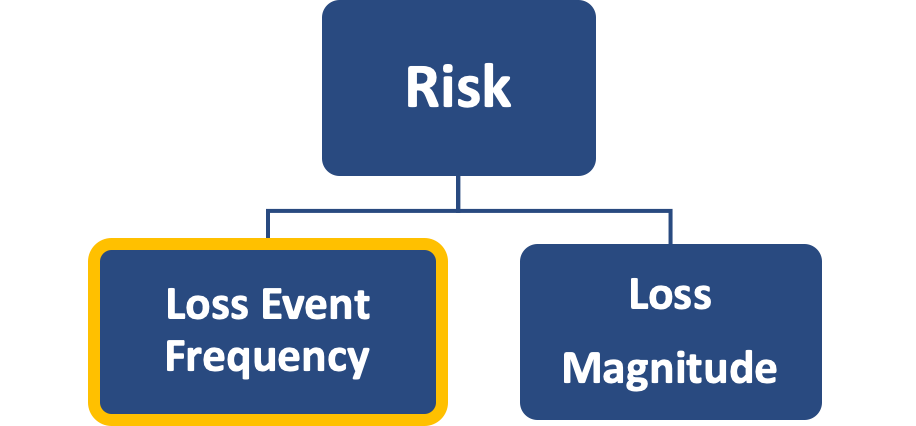 Risk
Loss Event
Frequency
Loss
Magnitude